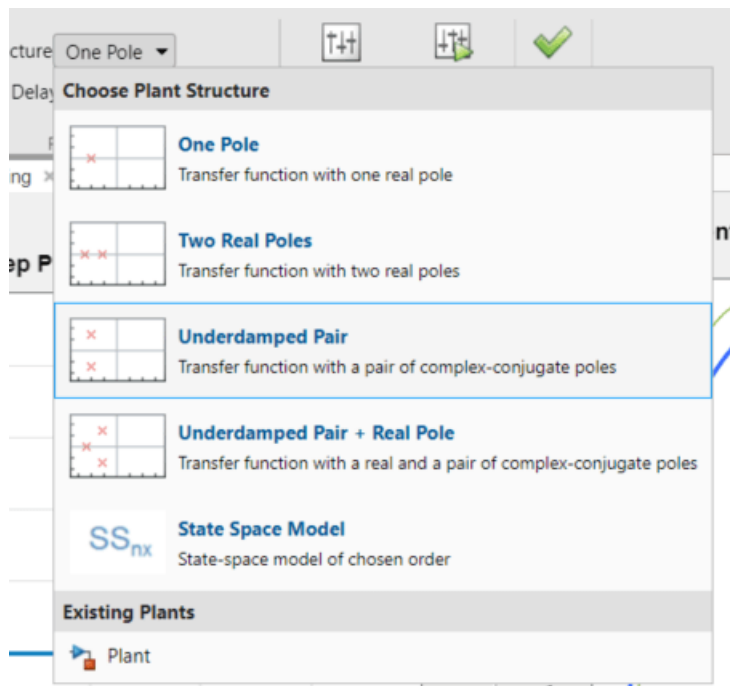 cture One Pole
Delay
Choose Plant Structure
One Pole
Transfer function with one real pole
ng
Two Real Poles
Transfer function with two real poles
ep P
Underdamped Pair
Transfer function with a pair of complex-conjugate poles
Underdamped Pair + Real Pole
Transfer function with a real and a pair of complex-conjugate poles
SSnx
State Space Model
State-space model of chosen order
Existing Plants
Plant